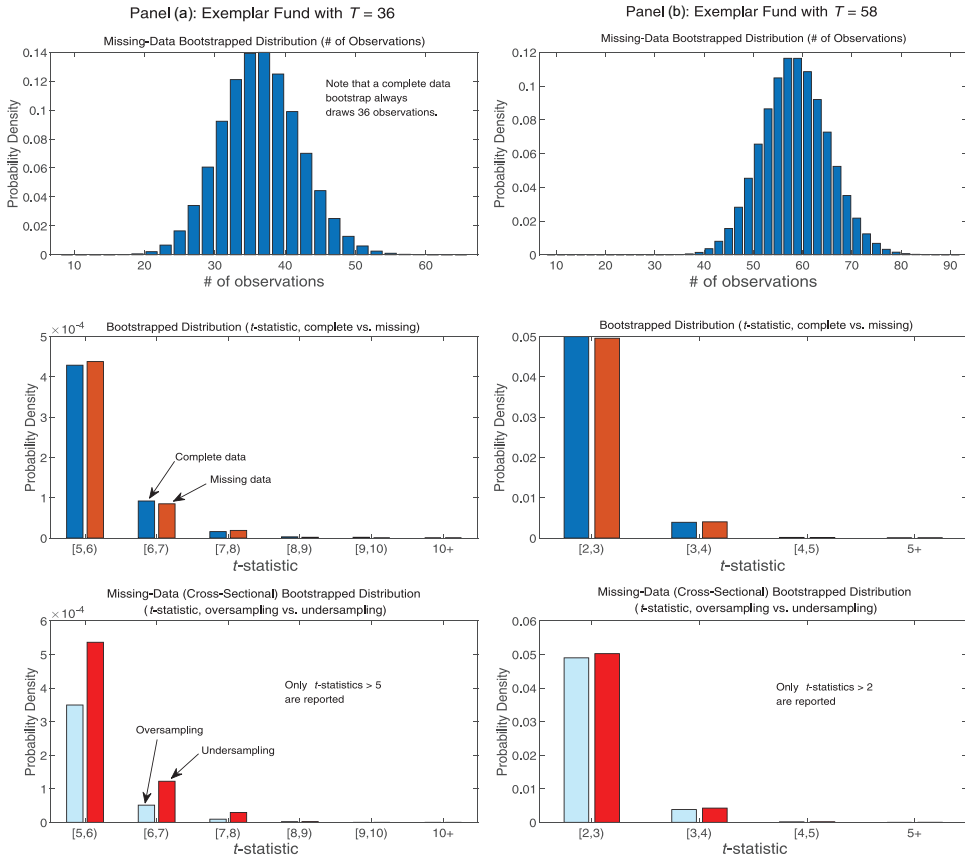 Panel (a): Exemplar Fund with T = 36
Missing-Data Bootstrapped Distribution (# of Observations)
0.14
0.12
0.1
0.08
0.06
0.04
0.02
0
Probability Density
Note that a complete data
bootstrap always
draws 36 observations.
10 20 30 40 50 60
# of observations
Bootstrapped Distribution (t-statistic, complete vs. missing)
×10⁻⁴
5
4
3
2
1
0
Probability Density
Complete data
Missing data
[5,6) [6,7) [7,8) [8,9) [9,10) 10+
t-statistic
Missing-Data (Cross-Sectional) Bootstrapped Distribution
(t-statistic, oversampling vs. undersampling)
×10⁻⁴
6
5
4
3
2
1
0
Probability Density
Only t-statistics > 5
are reported
Oversampling
Undersampling
[5,6) [6,7) [7,8) [8,9) [9,10) 10+
t-statistic
Panel (b): Exemplar Fund with T = 58
Missing-Data Bootstrapped Distribution (# of Observations)
0.12
0.1
0.08
0.06
0.04
0.02
0
Probability Density
10 20 30 40 50 60 70 80 90
# of observations
Bootstrapped Distribution (t-statistic, complete vs. missing)
0.05
0.04
0.03
0.02
0.01
0
Probability Density
[2,3) [3,4) [4,5) 5+
t-statistic
Missing-Data (Cross-Sectional) Bootstrapped Distribution
(t-statistic, oversampling vs. undersampling)
0.06
0.05
0.04
0.03
0.02
0.01
0
Probability Density
Only t-statistics > 2
are reported
[2,3) [3,4) [4,5) 5+
t-statistic